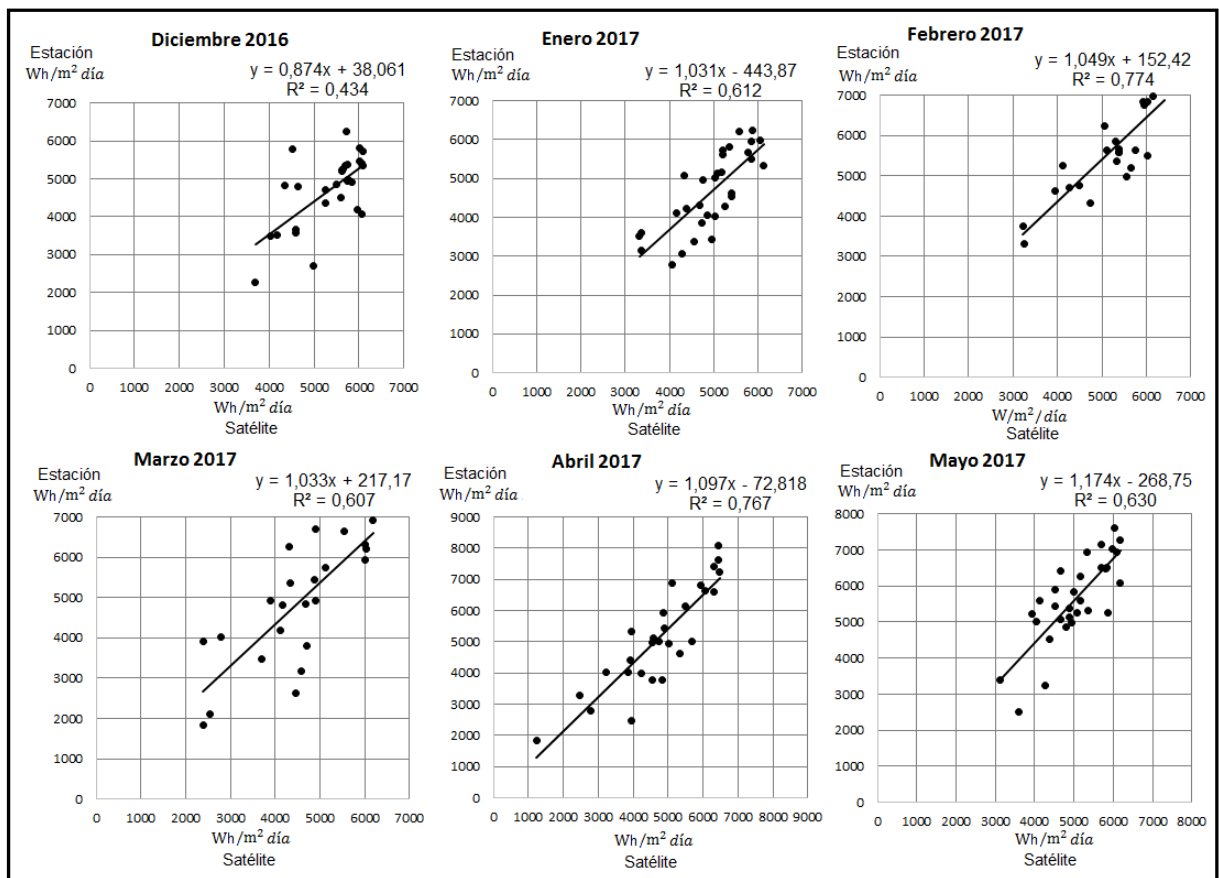 Diciembre 2016
Estación
Wh/m² día
y = 0,874x + 38,061
R² = 0,434
7000
6000
5000
4000
3000
2000
1000
0
0 1000 2000 3000 4000 5000 6000 7000
Wh/m² día
Satélite
Enero 2017
Estación
Wh/m² día
y = 1,031x - 443,87
R² = 0,612
7000
6000
5000
4000
3000
2000
1000
0
0 1000 2000 3000 4000 5000 6000 7000
Wh/m² día
Satélite
Febrero 2017
Estación
Wh/m² día
y = 1,049x + 152,42
R² = 0,774
7000
6000
5000
4000
3000
2000
1000
0
0 1000 2000 3000 4000 5000 6000 7000
W/m²/día
Satélite
Marzo 2017
Estación
Wh/m² día
y = 1,033x + 217,17
R² = 0,607
7000
6000
5000
4000
3000
2000
1000
0
0 1000 2000 3000 4000 5000 6000 7000
Wh/m² día
Satélite
Abril 2017
Estación
Wh/m² día
y = 1,097x - 72,818
R² = 0,767
9000
8000
7000
6000
5000
4000
3000
2000
1000
0
0 1000 2000 3000 4000 5000 6000 7000 8000 9000
Wh/m² día
Satélite
Mayo 2017
Estación
Wh/m² día
y = 1,174x - 268,75
R² = 0,630
8000
7000
6000
5000
4000
3000
2000
1000
0
0 1000 2000 3000 4000 5000 6000 7000 8000
Wh/m² día
Satélite